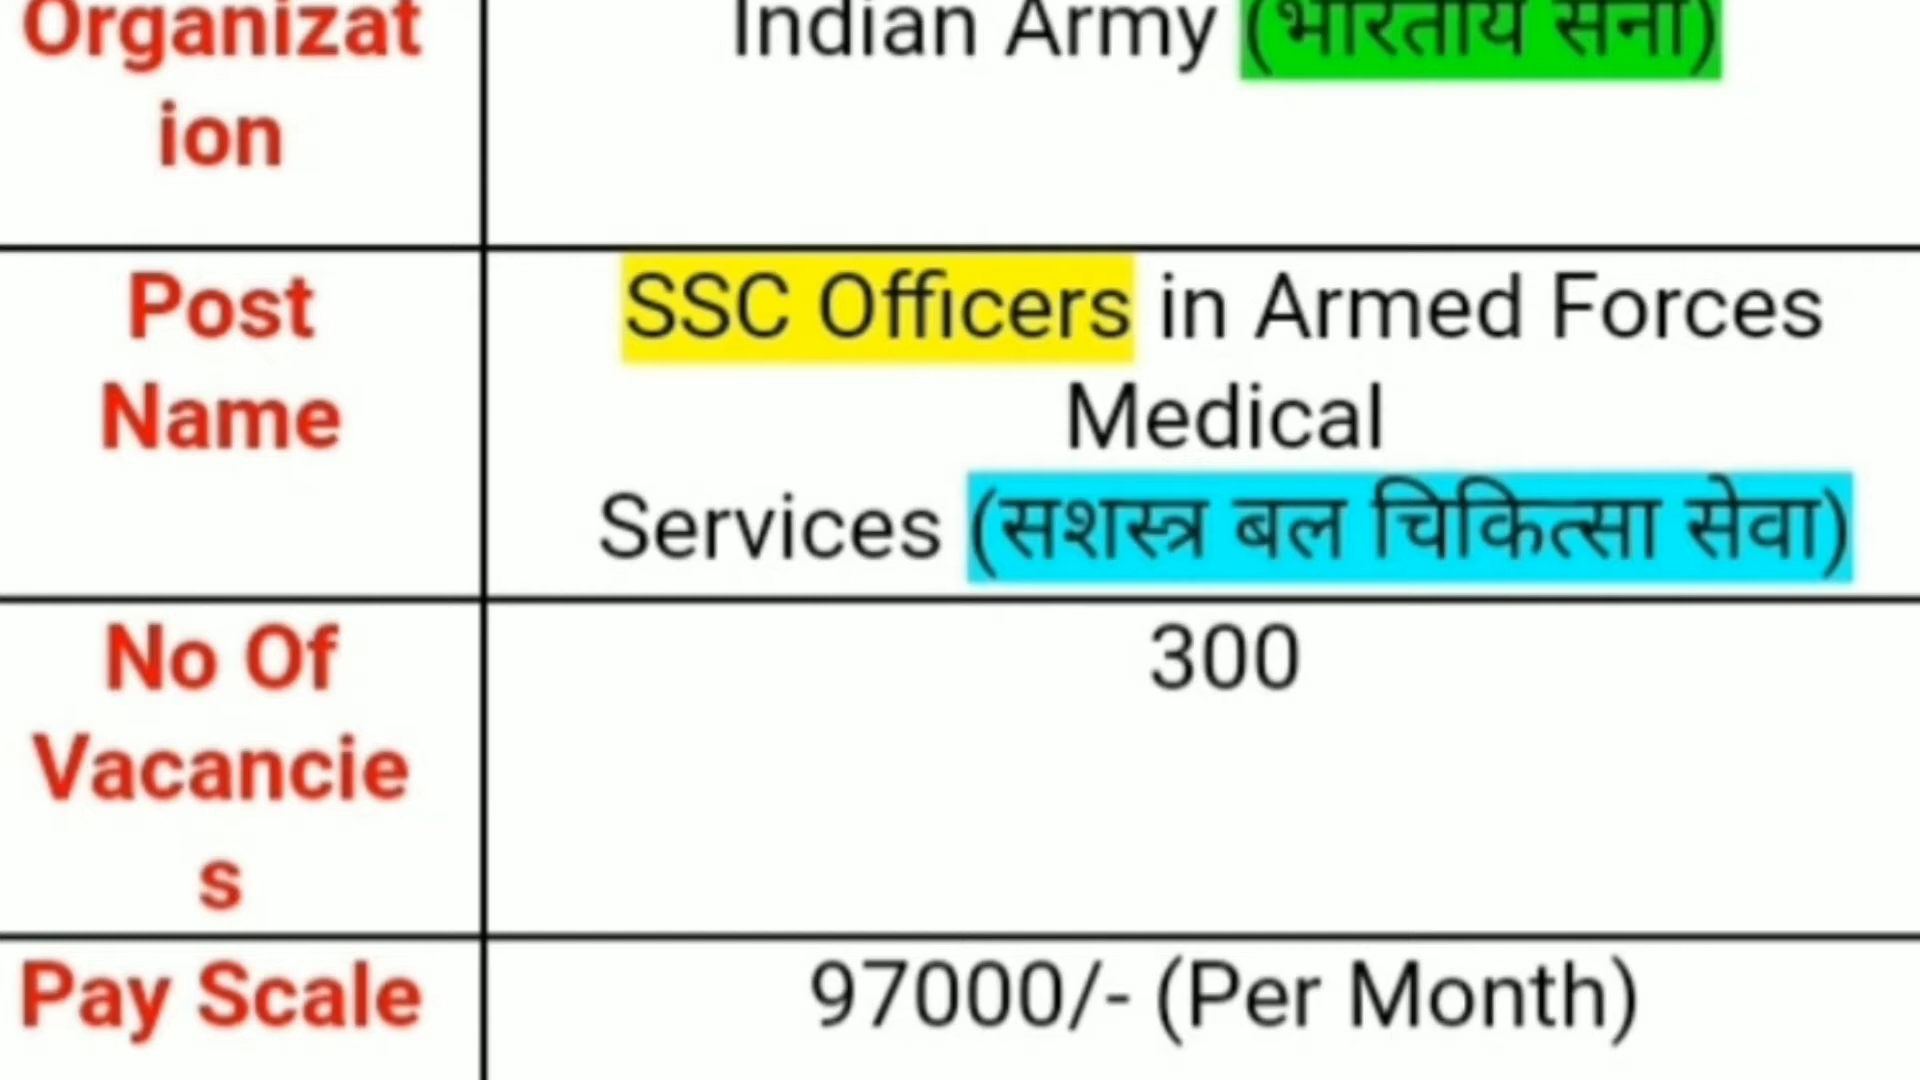 Organizat
ion
Indian Army (भारतीय सेना)
Post
Name
SSC Officers in Armed Forces
Medical
Services (सशस्त्र बल चिकित्सा सेवा)
No Of
Vacancie
s
300
Pay Scale
97000/- (Per Month)